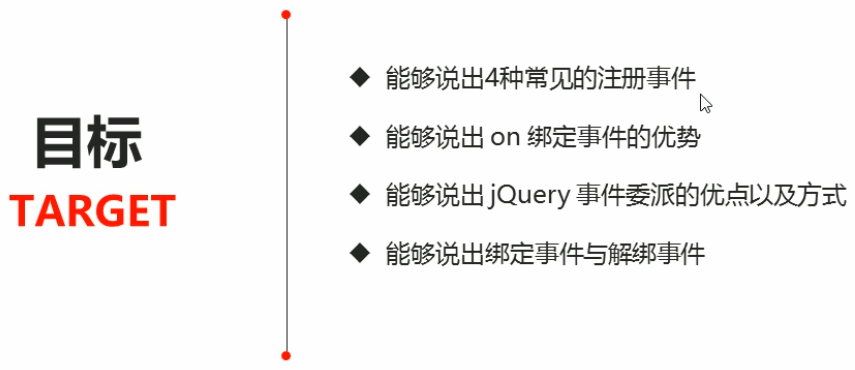 目标
TARGET
◆ 能够说出4种常见的注册事件
◆ 能够说出 on 绑定事件的优势
◆ 能够说出 jQuery 事件委派的优点以及方式
◆ 能够说出绑定事件与解绑事件